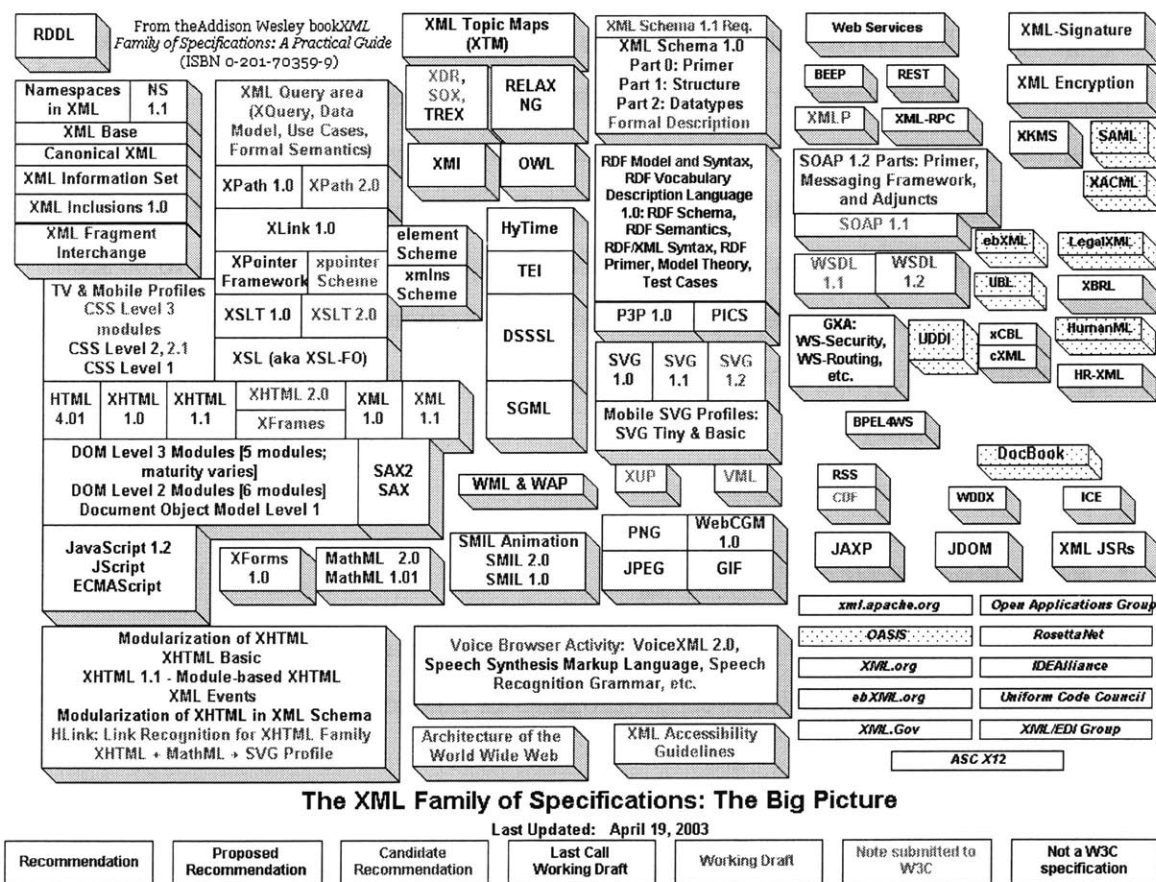 RDDL
From theAddison Wesley bookXML
Family of Specifications: A Practical Guide
(ISBN 0-201-70359-9)
Namespaces
in XML
NS
1.1
XML Base
Canonical XML
XML Information Set
XML Inclusions 1.0
XML Fragment
Interchange
XML Query area
(XQuery, Data
Model, Use Cases,
Formal Semantics)
XPath 1.0
XPath 2.0
XLink 1.0
XPointer
Framework
xpointer
Scheme
element
Scheme
xmlns
Scheme
XSLT 1.0
XSLT 2.0
XSL (aka XSL-FO)
TV & Mobile Profiles
CSS Level 3
modules
CSS Level 2, 2.1
CSS Level 1
HTML
4.01
XHTML
1.0
XHTML
1.1
XHTML 2.0
XFrames
XML
1.0
XML
1.1
DOM Level 3 Modules [5 modules;
maturity varies]
DOM Level 2 Modules [6 modules]
Document Object Model Level 1
SAX2
SAX
JavaScript 1.2
JScript
ECMAScript
XForms
1.0
MathML 2.0
MathML 1.01
XML Topic Maps
(XTM)
XDR,
SOX,
TREX
RELAX
NG
XMI
OWL
HyTime
TEI
DSSSL
SGML
WML & WAP
SMIL Animation
SMIL 2.0
SMIL 1.0
XML Schema 1.1 Req.
XML Schema 1.0
Part 0: Primer
Part 1: Structure
Part 2: Datatypes
Formal Description
RDF Model and Syntax,
RDF Vocabulary
Description Language
1.0: RDF Schema,
RDF Semantics,
RDF/XML Syntax, RDF
Primer, Model Theory,
Test Cases
P3P 1.0
PICS
SVG
1.0
SVG
1.1
SVG
1.2
Mobile SVG Profiles:
SVG Tiny & Basic
XUP
VML
PNG
WebCGM
1.0
JPEG
GIF
Web Services
BEEP
REST
XMLP
XML-RPC
SOAP 1.2 Parts: Primer,
Messaging Framework,
and Adjuncts
SOAP 1.1
WSDL
1.1
WSDL
1.2
GXA:
WS-Security,
WS-Routing,
etc.
UDDI
BPEL4WS
XML-Signature
XML Encryption
XKMS
SAML
XACML
ebXML
LegalXML
UBL
XBRL
xCBL
cXML
HumanML
HR-XML
DocBook
RSS
CDF
WDDX
ICE
JAXP
JDOM
XML JSRs
xml.apache.org
Open Applications Group
OASIS
RosettaNet
XML.org
IDEAlliance
ebXML.org
Uniform Code Council
XML.Gov
XML/EDI Group
ASC X12
Modularization of XHTML
XHTML Basic
XHTML 1.1 - Module-based XHTML
XML Events
Modularization of XHTML in XML Schema
HLink: Link Recognition for XHTML Family
XHTML + MathML + SVG Profile
Voice Browser Activity: VoiceXML 2.0,
Speech Synthesis Markup Language, Speech
Recognition Grammar, etc.
Architecture of the
World Wide Web
XML Accessibility
Guidelines
The XML Family of Specifications: The Big Picture
Last Updated: April 19, 2003
Recommendation
Proposed
Recommendation
Candidate
Recommendation
Last Call
Working Draft
Working Draft
Note submitted to
W3C
Not a W3C
specification